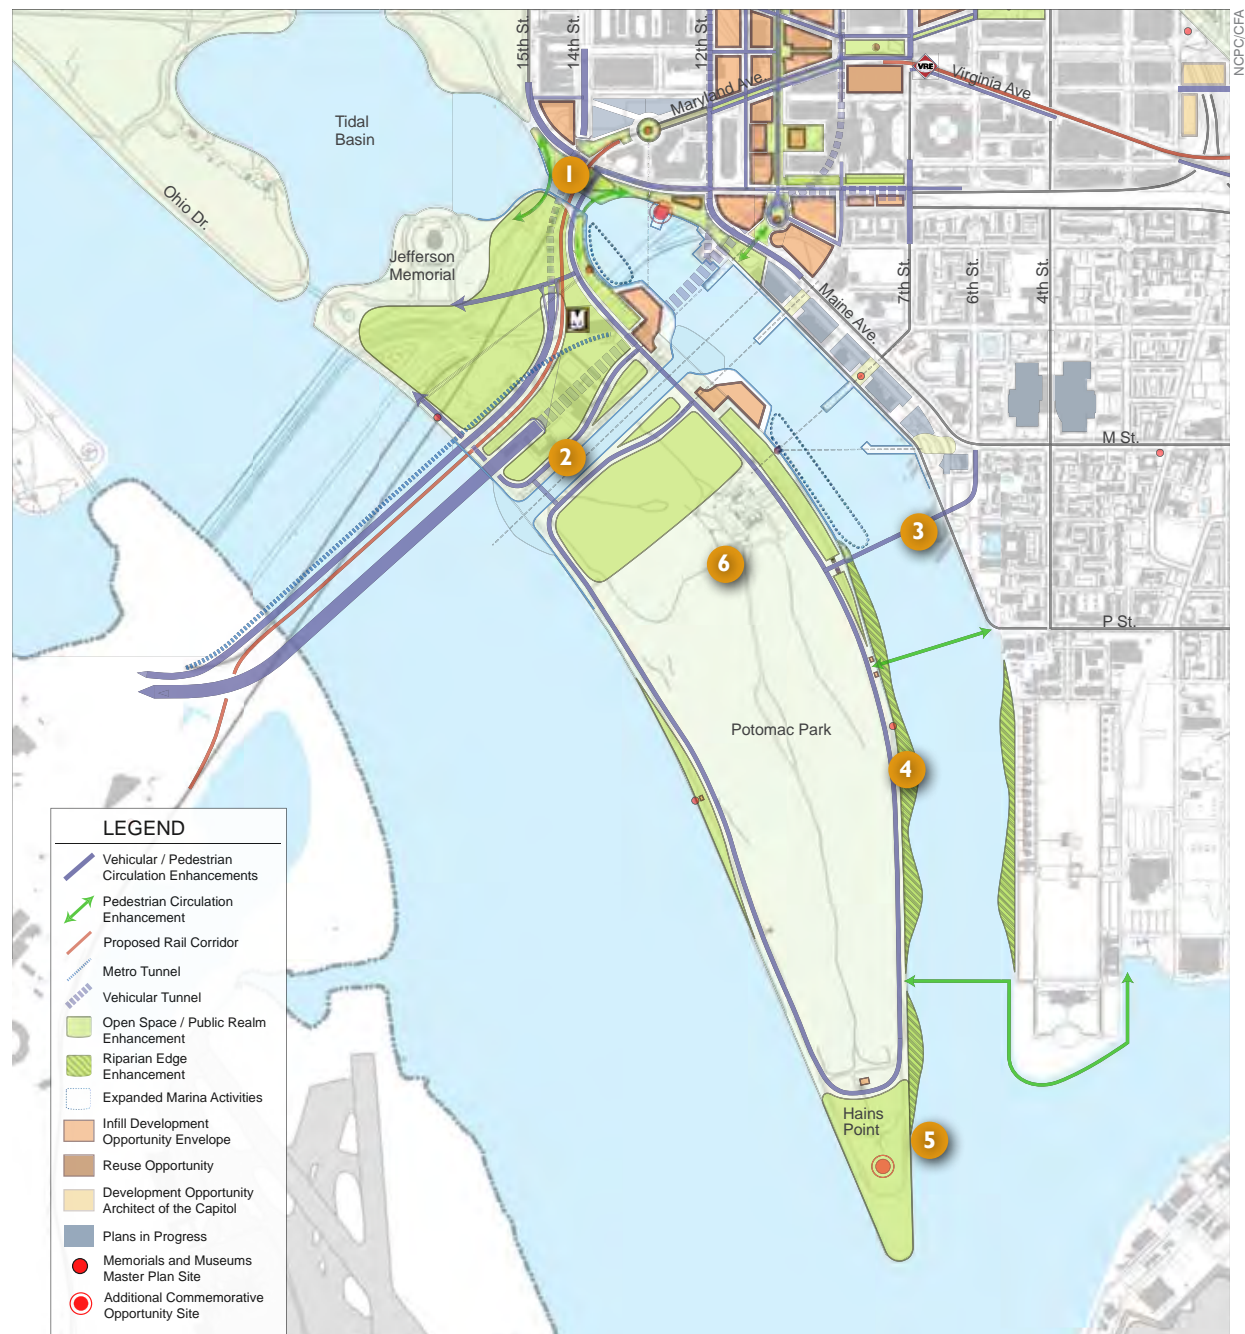 NCPC/CFA
15th St.
14th St.
12th St.
Maryland Ave.
VRE
Virginia Ave
Tidal
Basin
1
Ohio Dr.
Jefferson
Memorial
M
Maine Ave.
7th St.
6th St.
4th St.
2
M St.
3
6
P St.
Potomac Park
4
Hains
Point
5
LEGEND
Vehicular / Pedestrian
Circulation Enhancements
Pedestrian Circulation
Enhancement
Proposed Rail Corridor
Metro Tunnel
Vehicular Tunnel
Open Space / Public Realm
Enhancement
Riparian Edge
Enhancement
Expanded Marina Activities
Infill Development
Opportunity Envelope
Reuse Opportunity
Development Opportunity
Architect of the Capitol
Plans in Progress
Memorials and Museums
Master Plan Site
Additional Commemorative
Opportunity Site